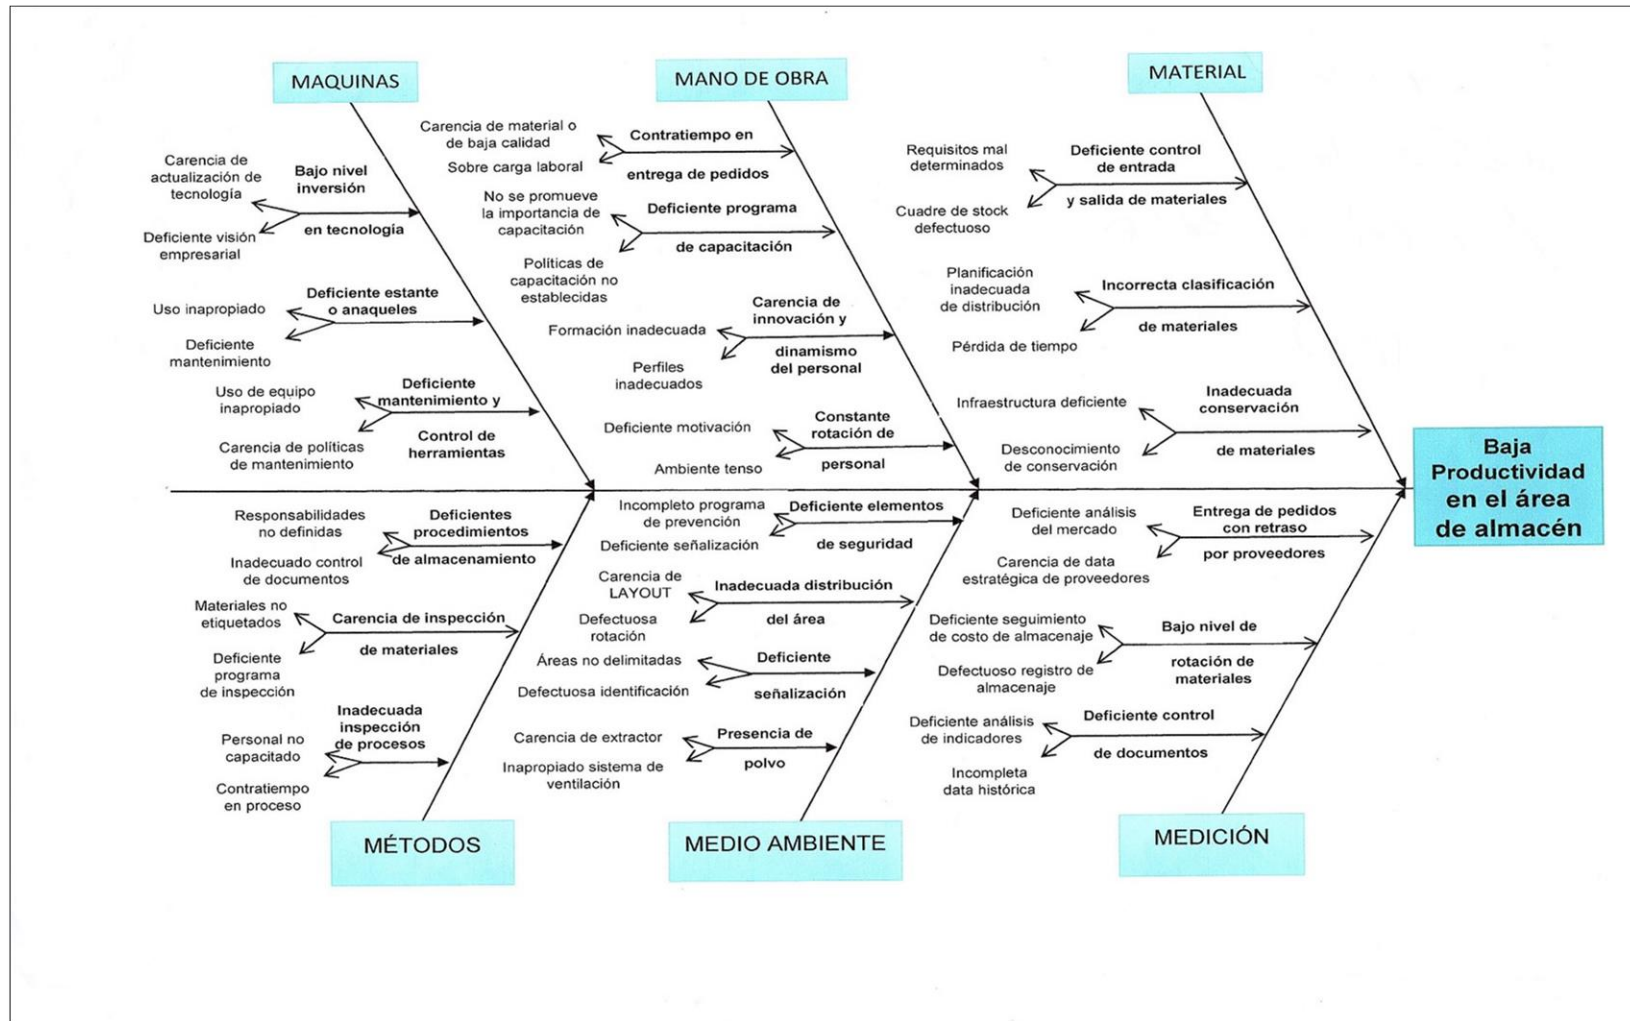 MAQUINAS
Carencia de
actualización de
tecnología
Deficiente visión
empresarial
Bajo nivel
inversión
en tecnología
Uso inapropiado
Deficiente
mantenimiento
Deficiente estante
o anaqueles
Uso de equipo
inapropiado
Carencia de políticas
de mantenimiento
Deficiente
mantenimiento y
Control de
herramientas
MANO DE OBRA
Carencia de material o
de baja calidad
Sobre carga laboral
Contratiempo en
entrega de pedidos
No se promueve
la importancia de
capacitación
Políticas de
capacitación no
establecidas
Deficiente programa
de capacitación
Formación inadecuada
Perfiles
inadecuados
Carencia de
innovación y
dinamismo
del personal
Deficiente motivación
Ambiente tenso
Constante
rotación de
personal
MATERIAL
Requisitos mal
determinados
Cuadre de stock
defectuoso
Deficiente control
de entrada
y salida de materiales
Planificación
inadecuada
de distribución
Pérdida de tiempo
Incorrecta clasificación
de materiales
Infraestructura deficiente
Desconocimiento
de conservación
Inadecuada
conservación
de materiales
Baja
Productividad
en el área
de almacén
Responsabilidades
no definidas
Inadecuado control
de documentos
Deficientes
procedimientos
de almacenamiento
Materiales no
etiquetados
Deficiente
programa
de inspección
Carencia de inspección
de materiales
Personal no
capacitado
Contratiempo
en proceso
Inadecuada
inspección
de procesos
MÉTODOS
Incompleto programa
de prevención
Deficiente señalización
Deficiente elementos
de seguridad
Carencia de
LAYOUT
Defectuosa
rotación
Inadecuada distribución
del área
Áreas no delimitadas
Defectuosa identificación
Deficiente
señalización
Carencia de extractor
Inapropiado sistema de
ventilación
Presencia de
polvo
MEDIO AMBIENTE
Deficiente análisis
del mercado
Carencia de data
estratégica de proveedores
Entrega de pedidos
con retraso
por proveedores
Deficiente seguimiento
de costo de almacenaje
Defectuoso registro de
almacenaje
Bajo nivel de
rotación de
materiales
Deficiente análisis
de indicadores
Incompleta
data histórica
Deficiente control
de documentos
MEDICIÓN